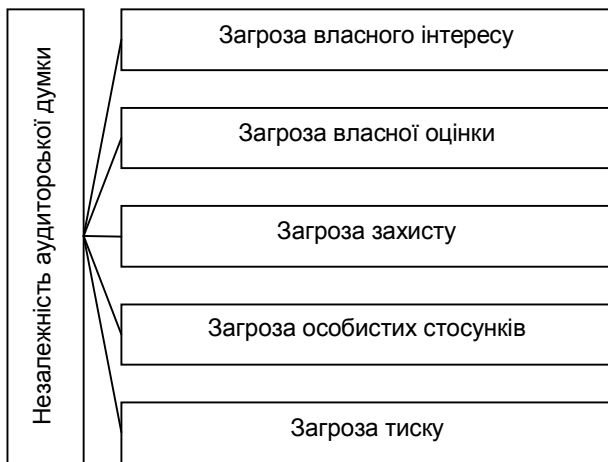 Незалежність аудиторської думки
Загроза власного інтересу
Загроза власної оцінки
Загроза захисту
Загроза особистих стосунків
Загроза тиску